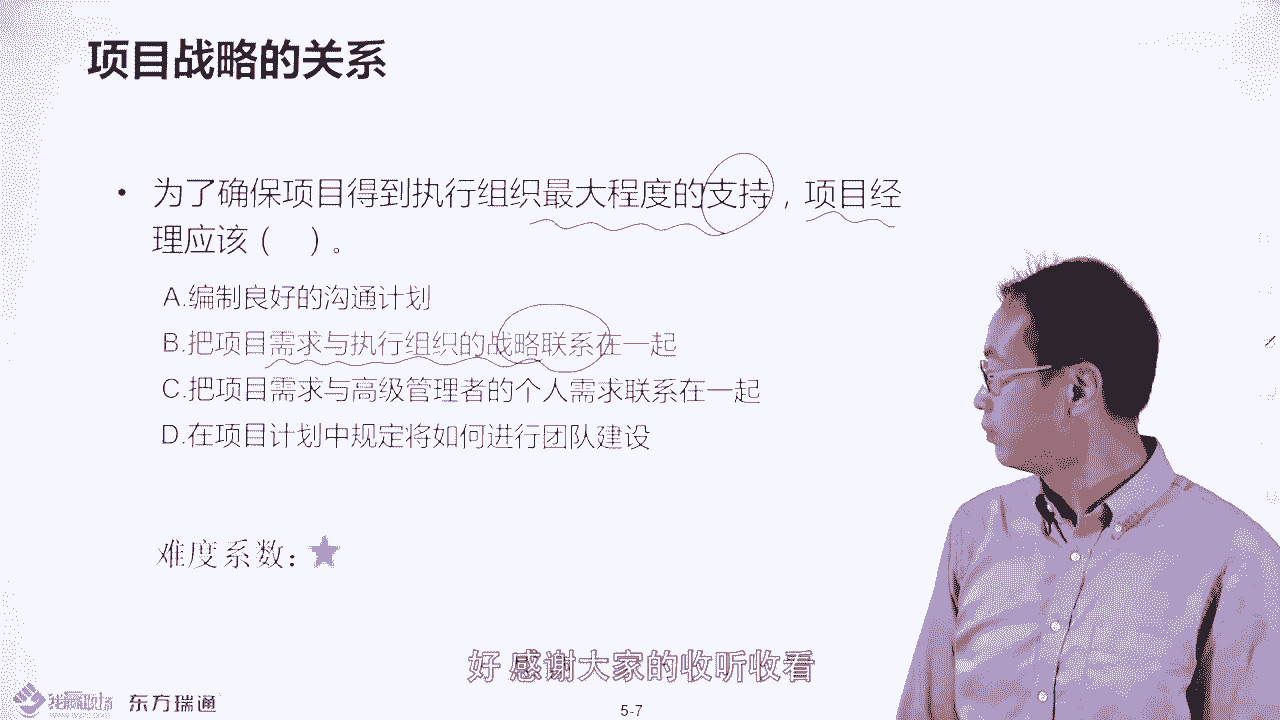 项目战略的关系
• 为了确保项目得到执行组织最大程度的支持，项目经
理应该（ ）。
A.编制良好的沟通计划
B.把项目需求与执行组织的战略联系在一起
C.把项目需求与高级管理者的个人需求联系在一起
D.在项目计划中规定将如何进行团队建设
难度系数：
好 感谢大家的收听收看
东方瑞通
5-7